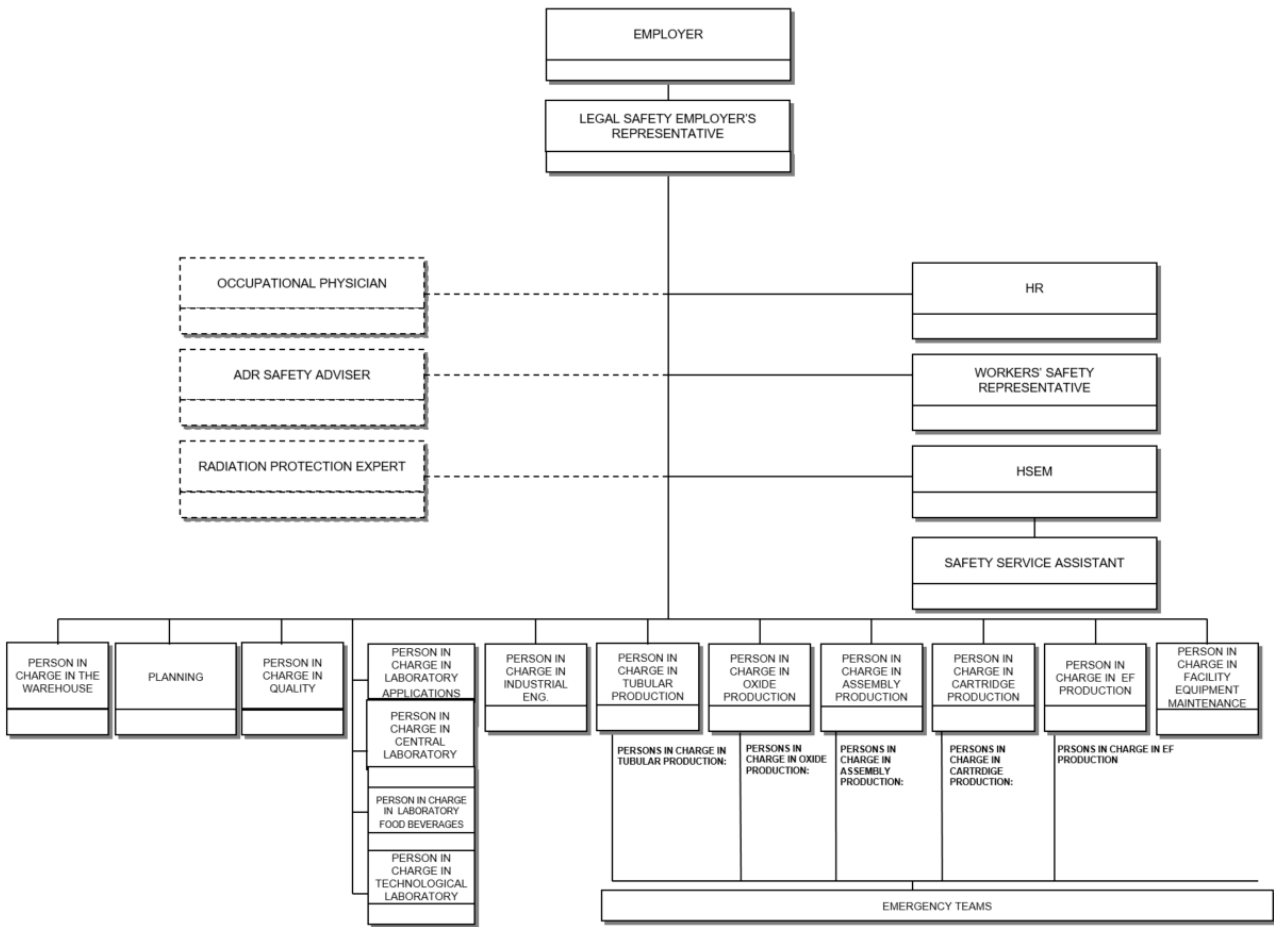 EMPLOYER
LEGAL SAFETY EMPLOYER'S
REPRESENTATIVE
OCCUPATIONAL PHYSICIAN
HR
ADR SAFETY ADVISER
WORKERS' SAFETY
REPRESENTATIVE
RADIATION PROTECTION EXPERT
HSEM
SAFETY SERVICE ASSISTANT
PERSON IN
CHARGE IN THE
WAREHOUSE
PLANNING
PERSON IN
CHARGE IN
QUALITY
PERSON IN
CHARGE IN
LABORATORY
APPLICATIONS
PERSON IN
CHARGE IN
CENTRAL
LABORATORY
PERSON IN CHARGE
IN LABORATORY
FOOD BEVERAGES
PERSON IN
CHARGE IN
TECHNOLOGICAL
LABORATORY
PERSON IN
CHARGE IN
INDUSTRIAL
ENG.
PERSON IN
CHARGE IN
TUBULAR
PRODUCTION
PERSON IN
CHARGE IN
OXIDE
PRODUCTION
PERSON IN
CHARGE IN
ASSEMBLY
PRODUCTION
PERSON IN
CHARGE IN
CARTRIDGE
PRODUCTION
PERSON IN
CHARGE IN EF
PRODUCTION
PERSON IN
CHARGE IN
FACILITY
EQUIPMENT
MAINTENANCE
PERSONS IN CHARGE IN
TUBULAR PRODUCTION:
PERSONS IN
CHARGE IN OXIDE
PRODUCTION:
PERSONS IN
CHARGE IN
ASSEMBLY
PRODUCTION:
PERSONS IN
CHARGE IN
CARTRDIGE
PRODUCTION:
PRSONS IN CHARGE IN EF
PRODUCTION
EMERGENCY TEAMS